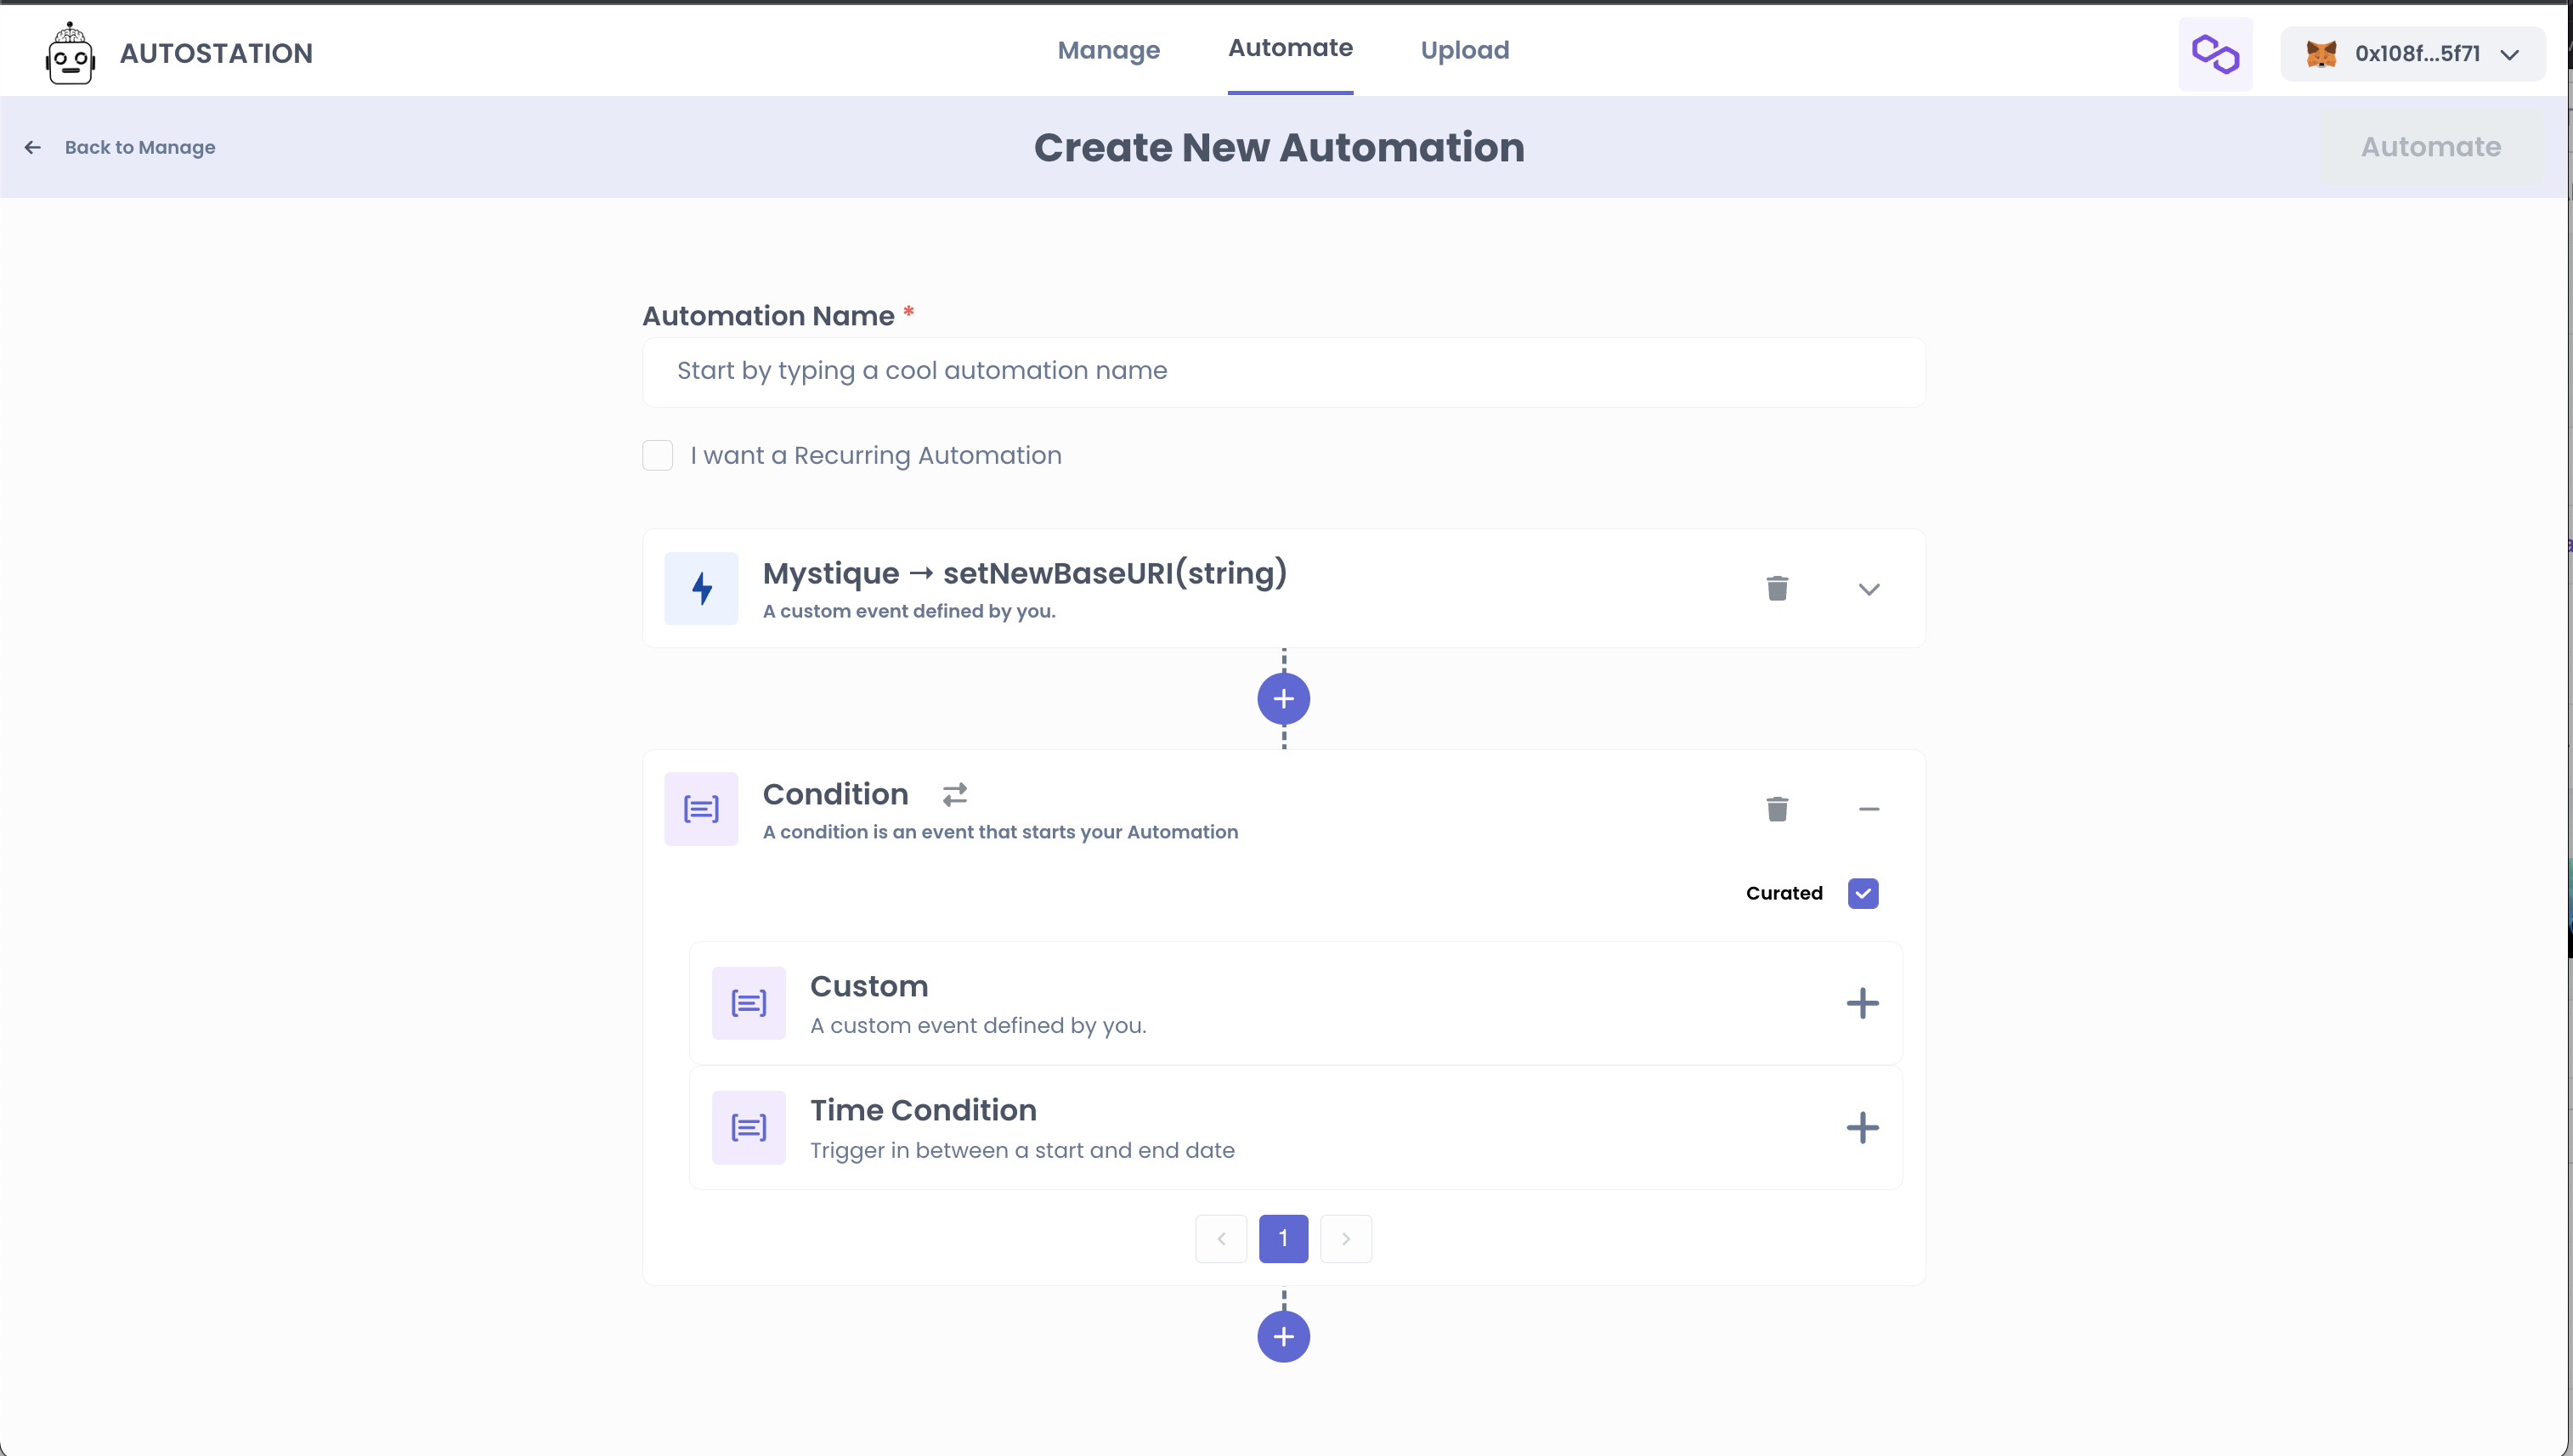 AUTOSTATION
Manage
Automate
Upload
0x108f...5f71
Back to Manage
Create New Automation
Automate
Automation Name *
Start by typing a cool automation name
I want a Recurring Automation
Mystique → setNewBaseURI(string)
A custom event defined by you.
Condition
A condition is an event that starts your Automation
Curated
Custom
A custom event defined by you.
Time Condition
Trigger in between a start and end date
1